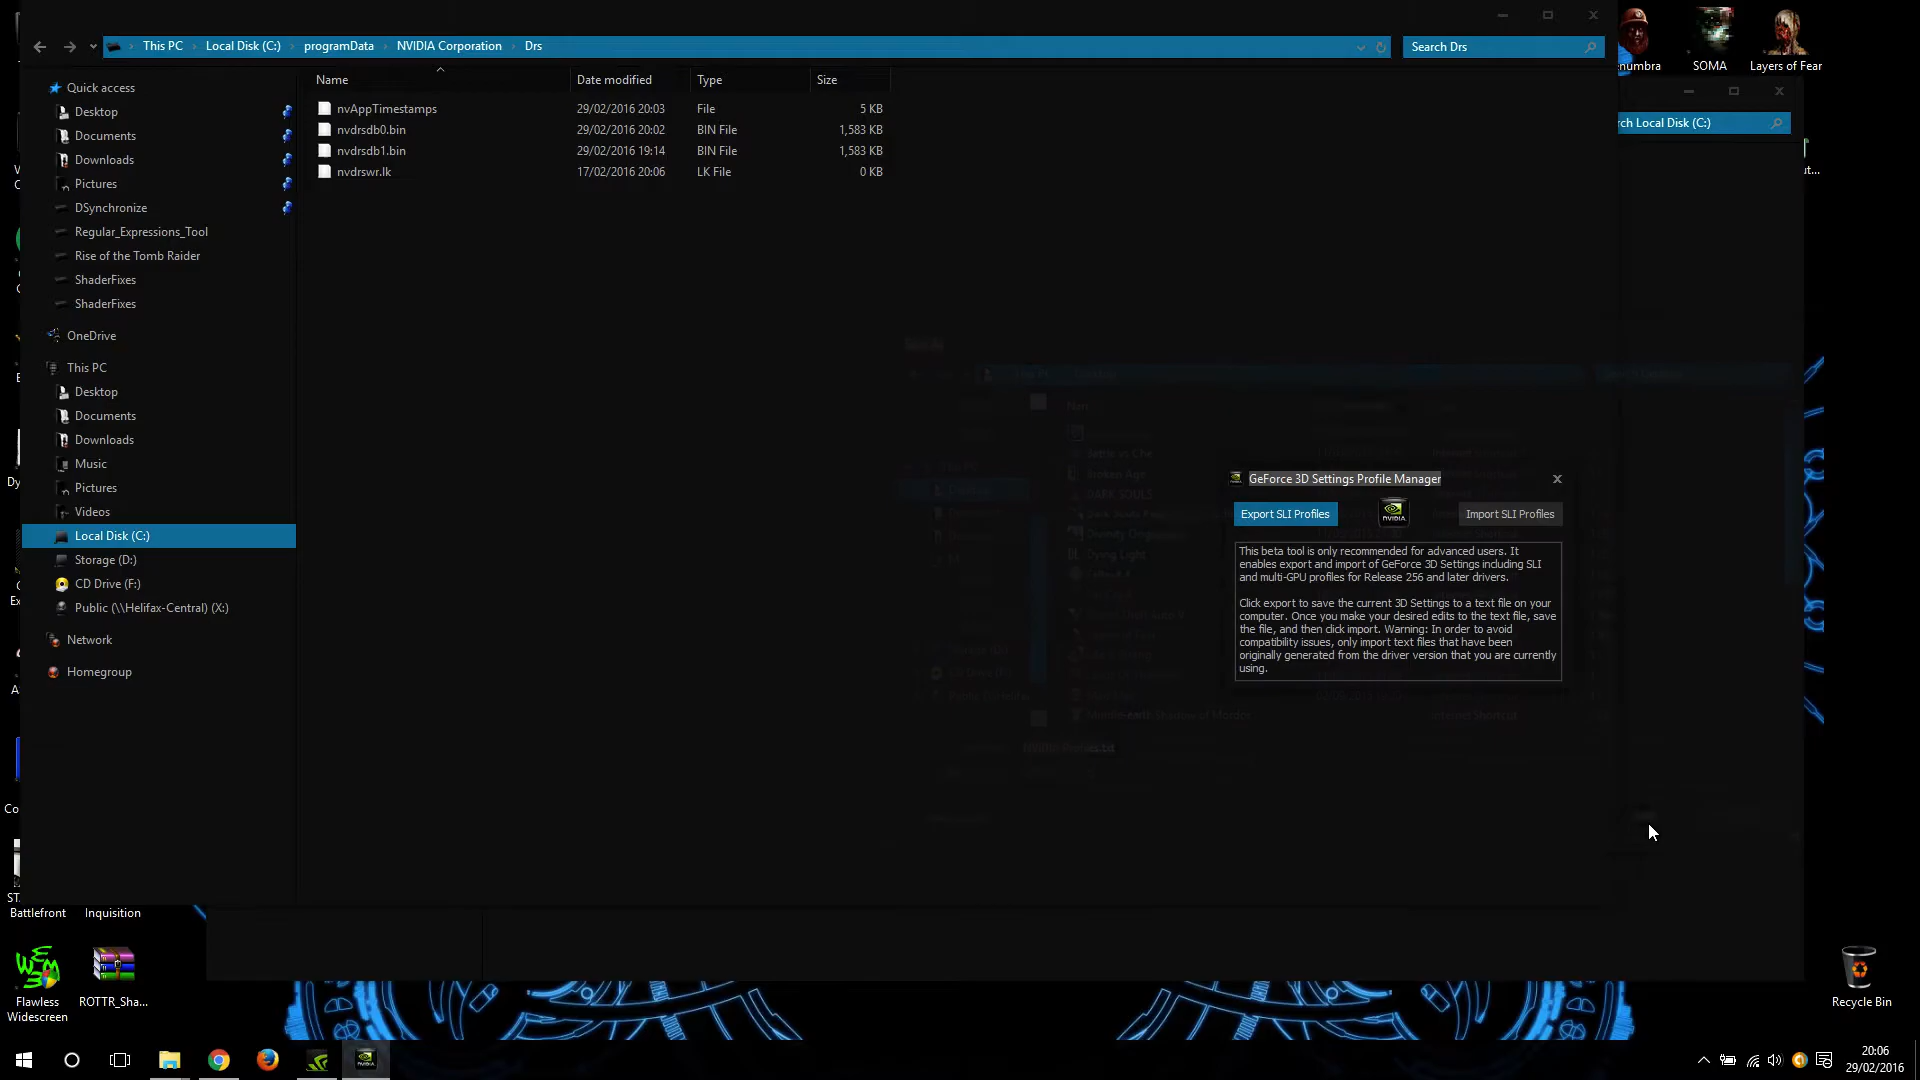 This PC
Local Disk (C:)
programData
NVIDIA Corporation
Drs
Search Drs
Name
Date modified
Type
Size
nvAppTimestamps 29/02/2016 20:03 File 5 KB
nvdrsdb0.bin 29/02/2016 20:02 BIN File 1,583 KB
nvdrsdb1.bin 29/02/2016 19:14 BIN File 1,583 KB
nvdrswr.lk 17/02/2016 20:06 LK File 0 KB
Quick access
Desktop
Documents
Downloads
Pictures
DSynchronize
Regular_Expressions_Tool
Rise of the Tomb Raider
ShaderFixes
ShaderFixes
OneDrive
This PC
Desktop
Documents
Downloads
Music
Pictures
Videos
Local Disk (C:)
Storage (D:)
CD Drive (F:)
Public (\\Helifax-Central) (X:)
Network
Homegroup
SOMA
Layers of Fear
ch Local Disk (C:)
DARK SOULS
Dying Light
GeForce 3D Settings Profile Manager
Export SLI Profiles
NVIDIA
Import SLI Profiles
This beta tool is only recommended for advanced users. It
enables export and import of GeForce 3D Settings including SLI
and multi-GPU profiles for Release 256 and later drivers.
Click export to save the current 3D Settings to a text file on your
computer. Once you make your desired edits to the text file, save
the file, and then click import. Warning: In order to avoid
compatibility issues, only import text files that have been
originally generated from the driver version that you are currently
using.
Battlefront
Inquisition
Flawless
Widescreen
ROTTR_Sha...
Recycle Bin
20:06
29/02/2016